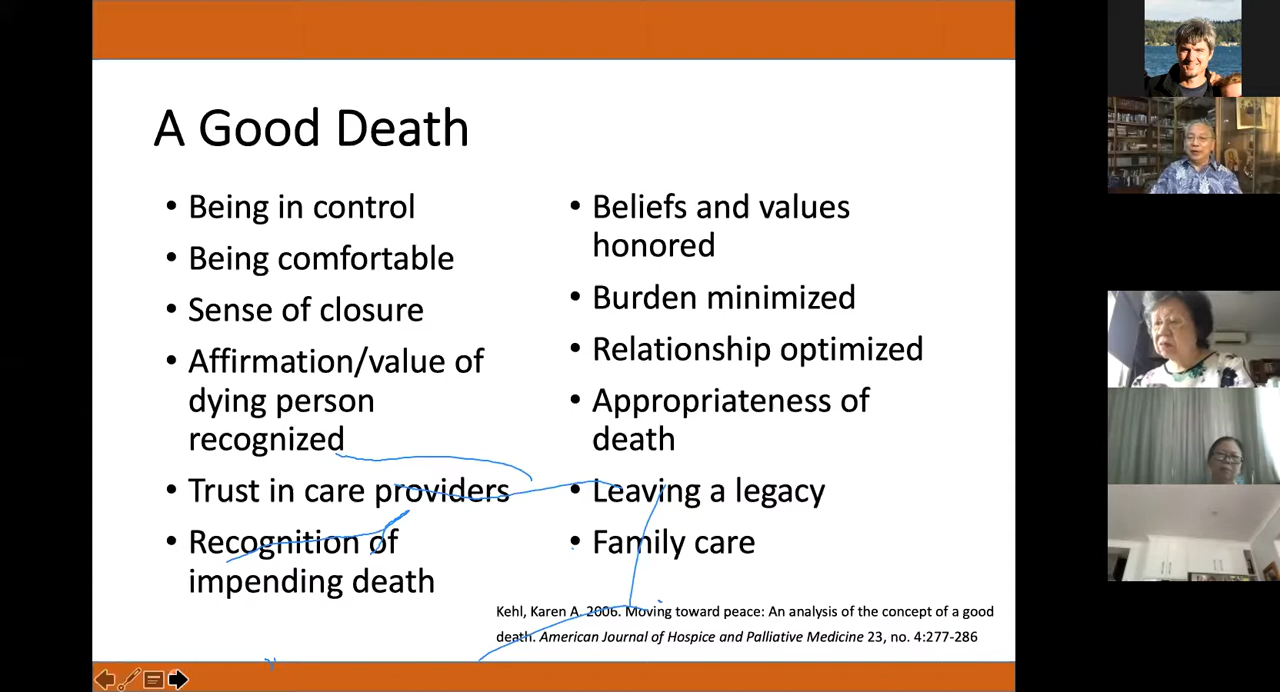 A Good Death
• Being in control
• Being comfortable
• Sense of closure
• Affirmation/value of
dying person
recognized
• Trust in care providers
• Recognition of
impending death
• Beliefs and values
honored
• Burden minimized
• Relationship optimized
• Appropriateness of
death
• Leaving a legacy
• Family care
Kehl, Karen A. 2006. Moving toward peace: An analysis of the concept of a good
death. American Journal of Hospice and Palliative Medicine 23, no. 4:277-286